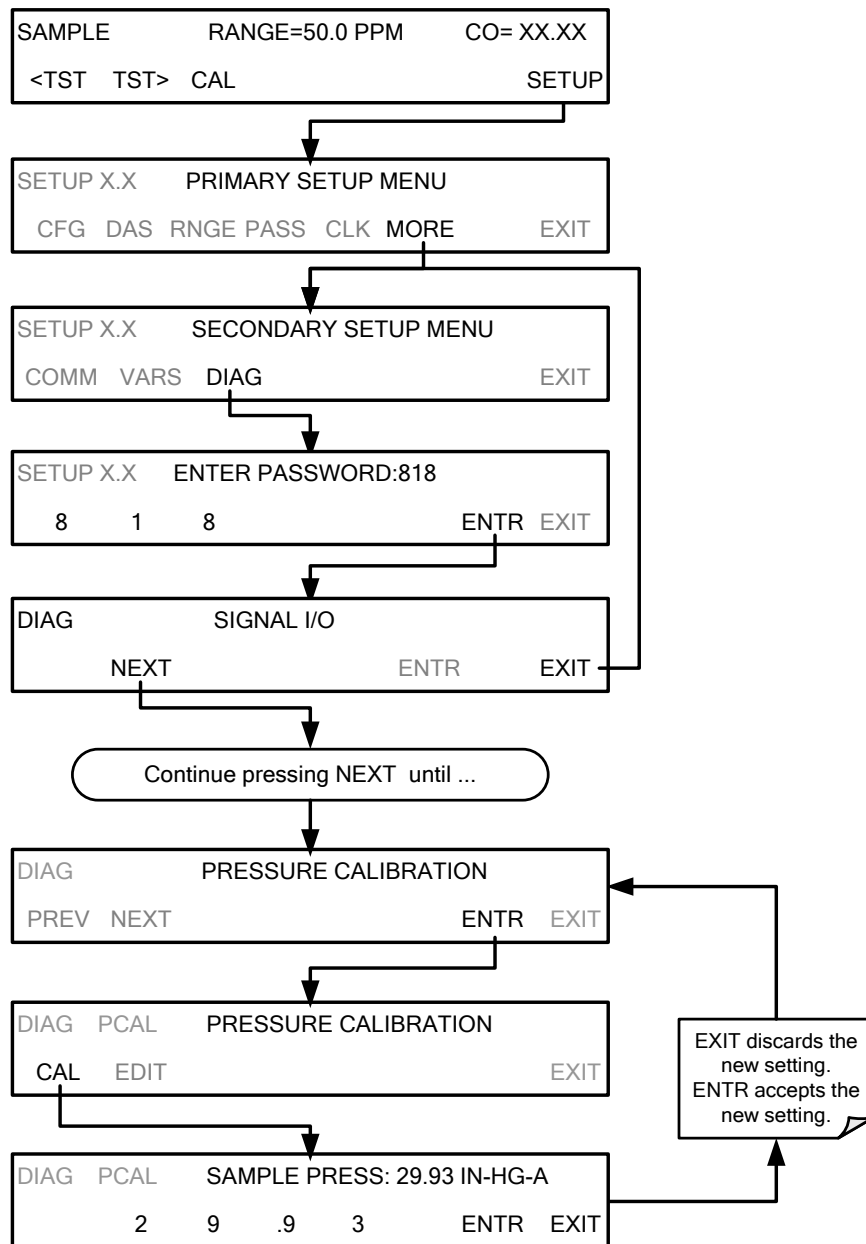 SAMPLE RANGE=50.0 PPM CO= XX.XX
<TST TST> CAL SETUP
SETUP X.X PRIMARY SETUP MENU
CFG DAS RNGE PASS CLK MORE EXIT
SETUP X.X SECONDARY SETUP MENU
COMM VARS DIAG EXIT
SETUP X.X ENTER PASSWORD:818
8 1 8 ENTR EXIT
DIAG SIGNAL I/O
NEXT ENTR EXIT
Continue pressing NEXT until ...
DIAG PRESSURE CALIBRATION
PREV NEXT ENTR EXIT
DIAG PCAL PRESSURE CALIBRATION
CAL EDIT EXIT
EXIT discards the
new setting.
ENTR accepts the
new setting.
DIAG PCAL SAMPLE PRESS: 29.93 IN-HG-A
2 9 .9 3 ENTR EXIT